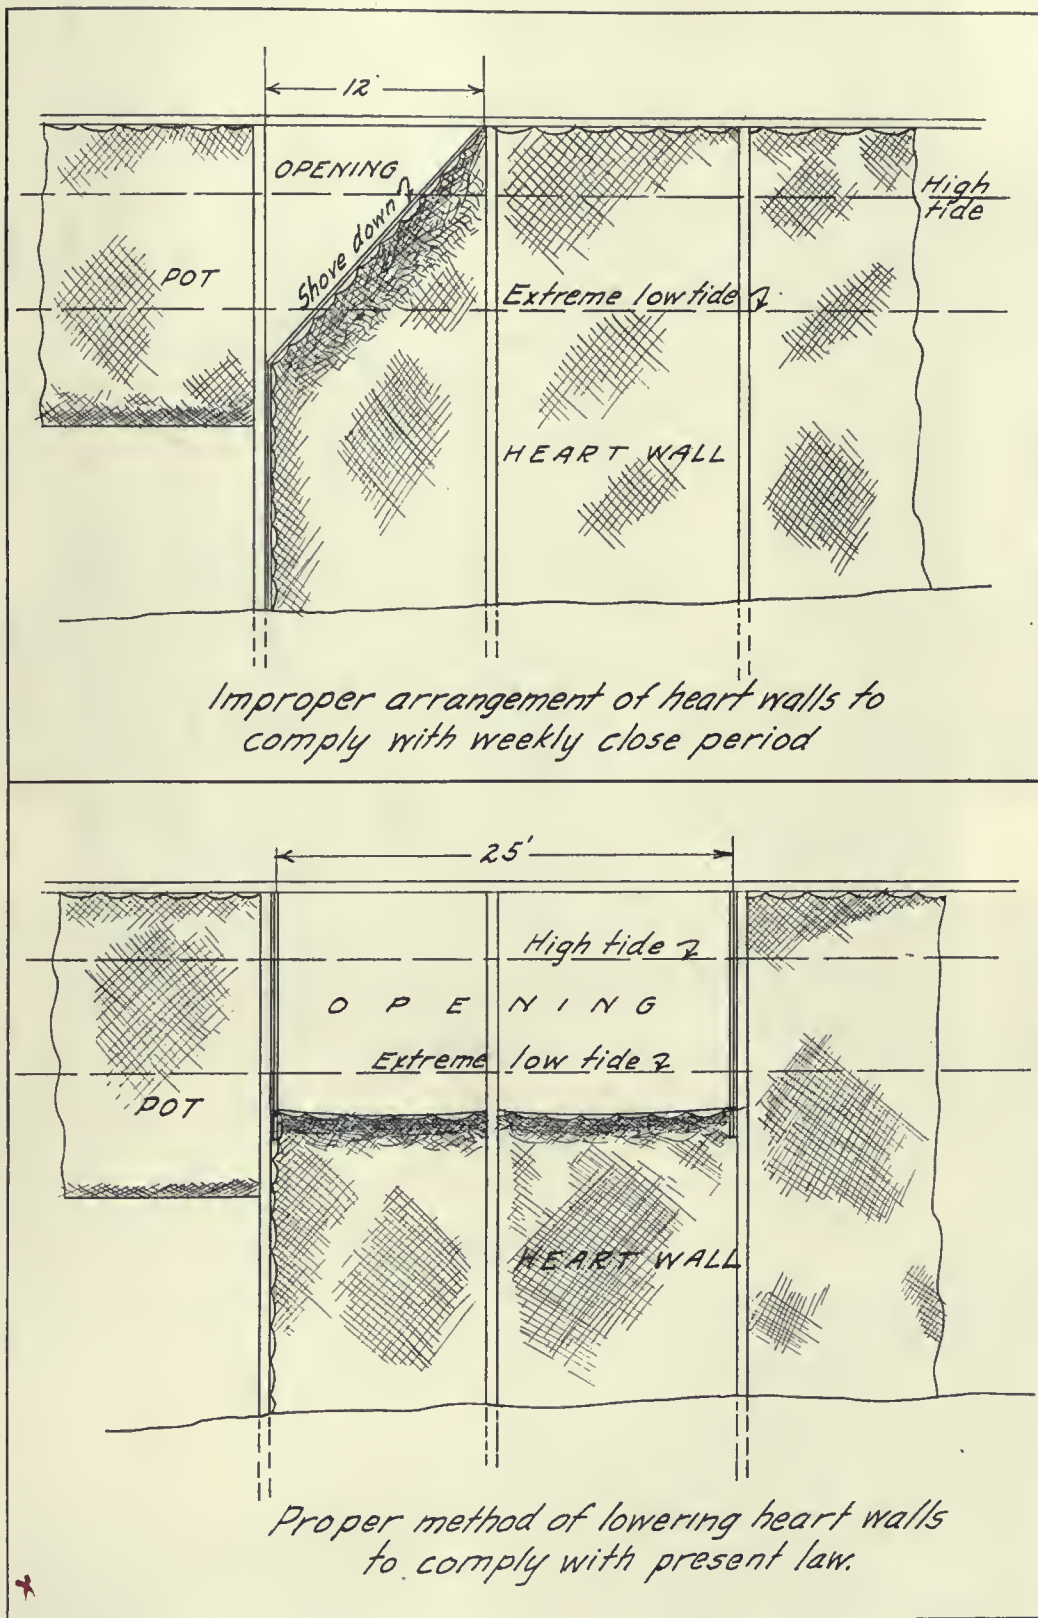 12'
OPENING
Shove down
High
tide
POT
Extreme low tide
HEART WALL
Improper arrangement of heart walls to
comply with weekly close period
25'
High tide
OPENING
Extreme low tide
POT
HEART WALL
Proper method of lowering heart walls
to comply with present law.